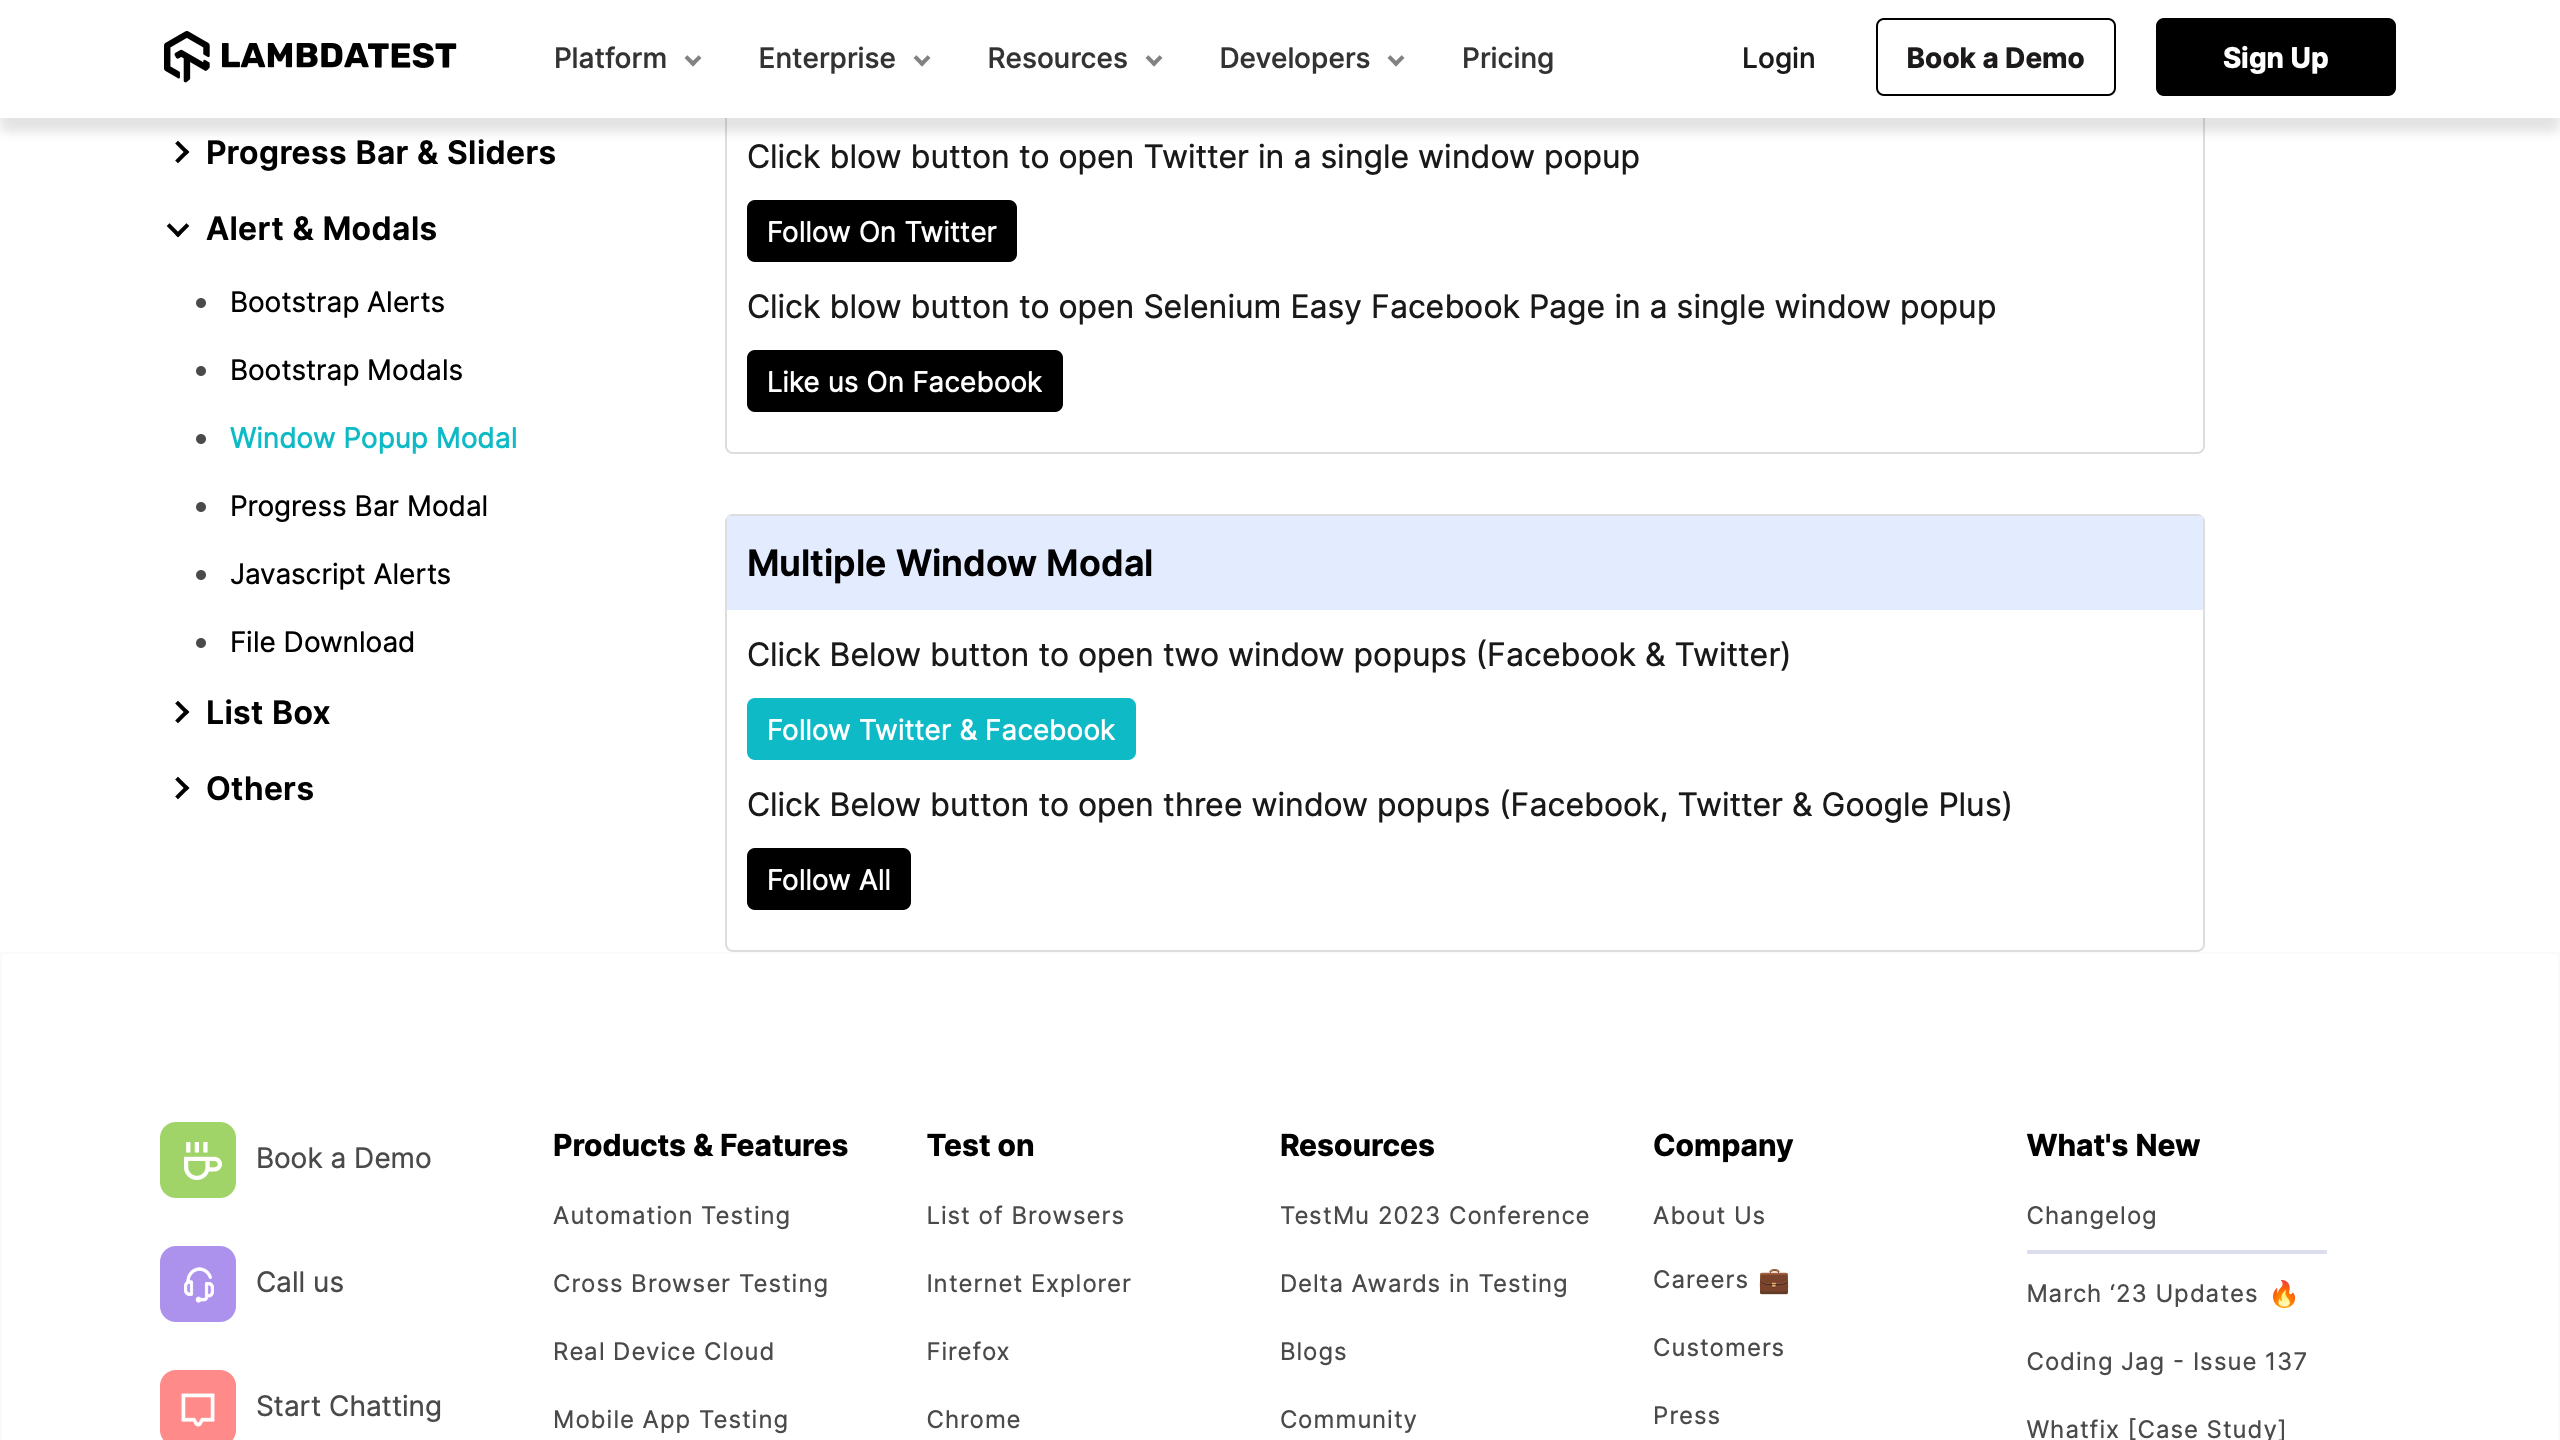 LAMBDATEST
Platform
Enterprise
Resources
Developers
Pricing
Login
Book a Demo
Sign Up
Progress Bar & Sliders
Alert & Modals
Bootstrap Alerts
Bootstrap Modals
Window Popup Modal
Progress Bar Modal
Javascript Alerts
File Download
List Box
Others
Click blow button to open Twitter in a single window popup
Follow On Twitter
Click blow button to open Selenium Easy Facebook Page in a single window popup
Like us On Facebook
Multiple Window Modal
Click Below button to open two window popups (Facebook & Twitter)
Follow Twitter & Facebook
Click Below button to open three window popups (Facebook, Twitter & Google Plus)
Follow All
Book a Demo
Call us
Start Chatting
Products & Features
Automation Testing
Cross Browser Testing
Real Device Cloud
Mobile App Testing
Test on
List of Browsers
Internet Explorer
Firefox
Chrome
Resources
TestMu 2023 Conference
Delta Awards in Testing
Blogs
Community
Company
About Us
Careers 💼
Customers
Press
What's New
Changelog
March ‘23 Updates 🔥
Coding Jag - Issue 137
Whatfix [Case Study]